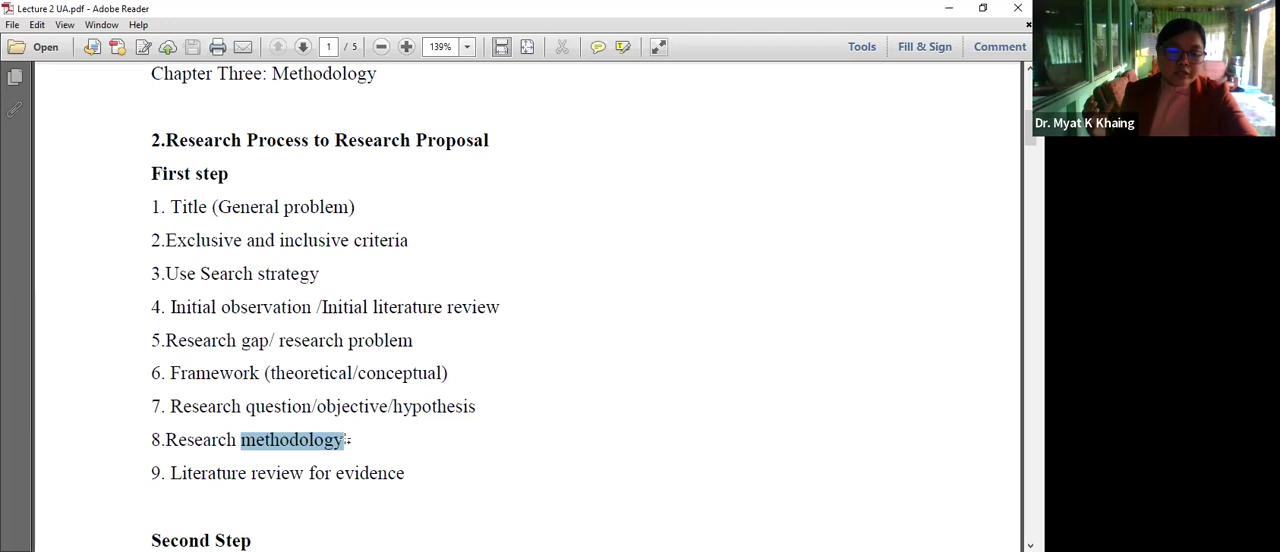 Lecture 2 UA.pdf - Adobe Reader
File Edit View Window Help
Open 1 / 5 139% Tools Fill & Sign Comment
Chapter Three: Methodology
2.Research Process to Research Proposal
First step
1. Title (General problem)
2.Exclusive and inclusive criteria
3.Use Search strategy
4. Initial observation /Initial literature review
5.Research gap/ research problem
6. Framework (theoretical/conceptual)
7. Research question/objective/hypothesis
8.Research methodology
9. Literature review for evidence
Second Step
Dr. Myat K Khaing